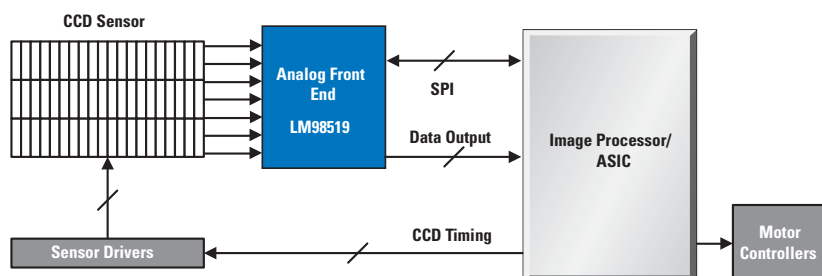 CCD Sensor
Analog Front
End
LM98519
SPI
Data Output
Image Processor/
ASIC
CCD Timing
Sensor Drivers
Motor
Controllers